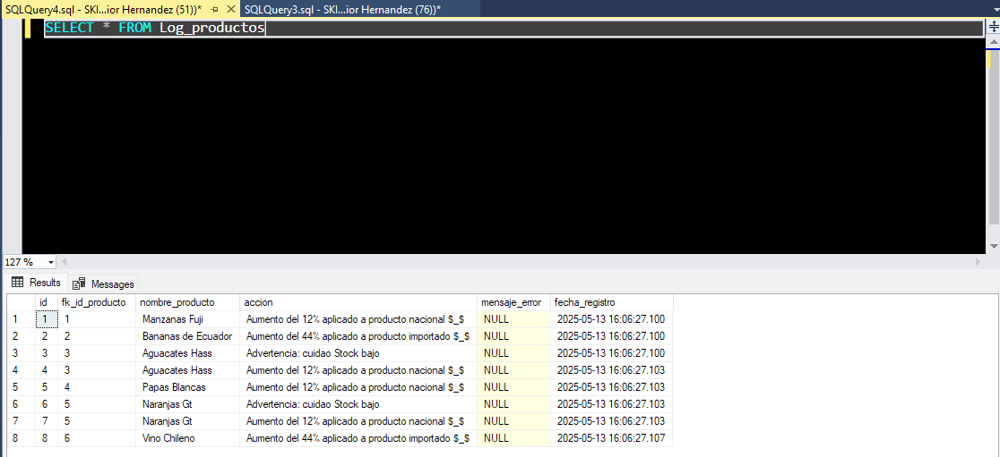 SQLQuery4.sql - SKI...ior Hernandez (51))* SQLQuery3.sql - SKI...ior Hernandez (76))*
SELECT * FROM Log_productos
127 %
Results Messages
id fk_id_producto nombre_producto accion mensaje_error fecha_registro
1 1 1 Manzanas Fuji Aumento del 12% aplicado a producto nacional $_$ NULL 2025-05-13 16:06:27.100
2 2 2 Bananas de Ecuador Aumento del 44% aplicado a producto importado $_$ NULL 2025-05-13 16:06:27.100
3 3 3 Aguacates Hass Advertencia: cuidao Stock bajo NULL 2025-05-13 16:06:27.100
4 4 3 Aguacates Hass Aumento del 12% aplicado a producto nacional $_$ NULL 2025-05-13 16:06:27.103
5 5 4 Papas Blancas Aumento del 12% aplicado a producto nacional $_$ NULL 2025-05-13 16:06:27.103
6 6 5 Naranjas Gt Advertencia: cuidao Stock bajo NULL 2025-05-13 16:06:27.103
7 7 5 Naranjas Gt Aumento del 12% aplicado a producto nacional $_$ NULL 2025-05-13 16:06:27.103
8 8 6 Vino Chileno Aumento del 44% aplicado a producto importado $_$ NULL 2025-05-13 16:06:27.107